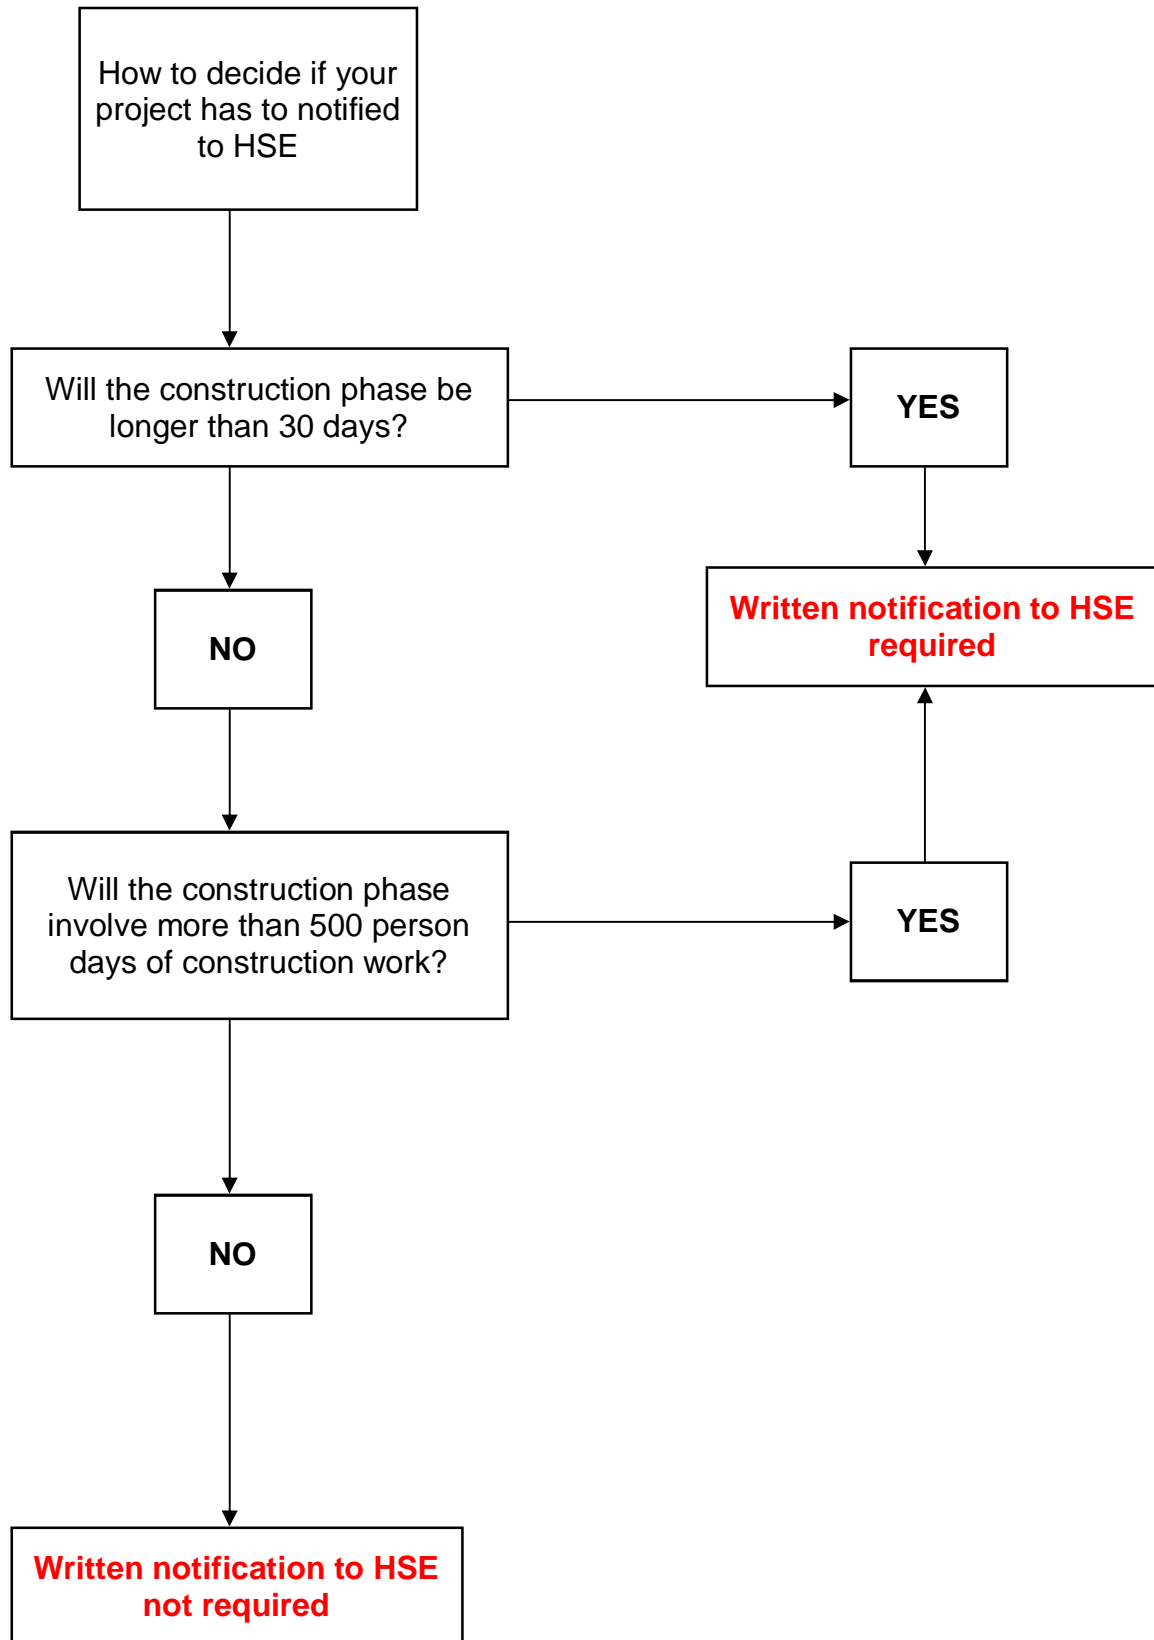 How to decide if your
project has to notified
to HSE
Will the construction phase be
longer than 30 days?
YES
NO
Written notification to HSE
required
Will the construction phase
involve more than 500 person
days of construction work?
YES
NO
Written notification to HSE
not required